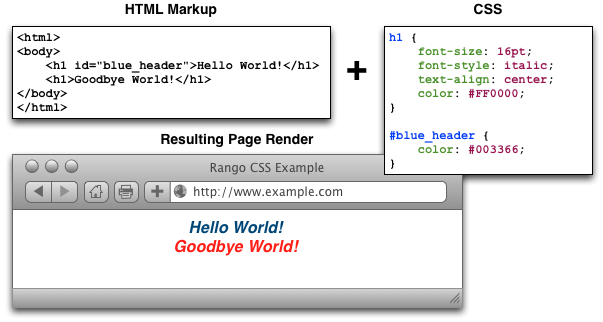 HTML Markup
<html>
<body>
    <h1 id="blue_header">Hello World!</h1>
    <h1>Goodbye World!</h1>
</body>
</html>
+
CSS
h1 {
    font-size: 16pt;
    font-style: italic;
    text-align: center;
    color: #FF0000;
}

#blue_header {
    color: #003366;
}
Resulting Page Render
Rango CSS Example
http://www.example.com
Hello World!
Goodbye World!